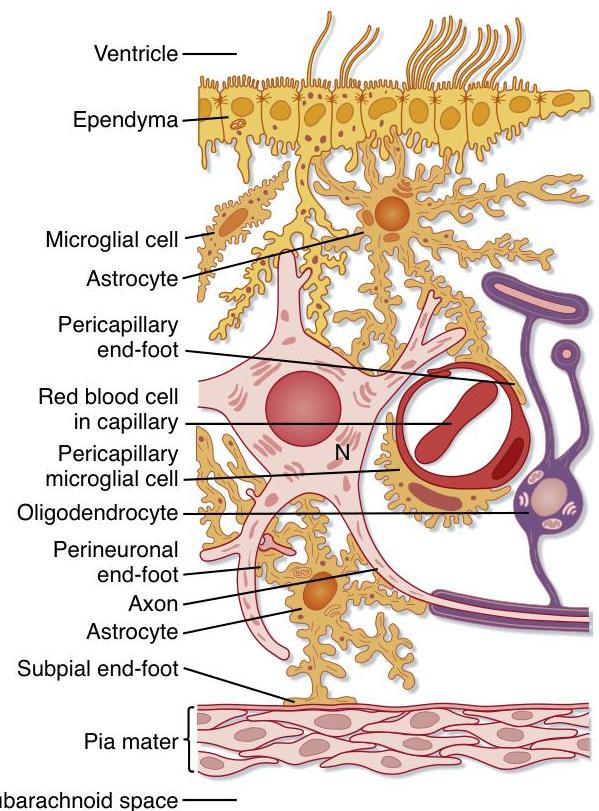 Ventricle
Ependyma
Microglial cell
Astrocyte
Pericapillary
end-foot
Red blood cell
in capillary
N
Pericapillary
microglial cell
Oligodendrocyte
Perineuronal
end-foot
Axon
Astrocyte
Subpial end-foot
Pia mater
ubarachnoid space